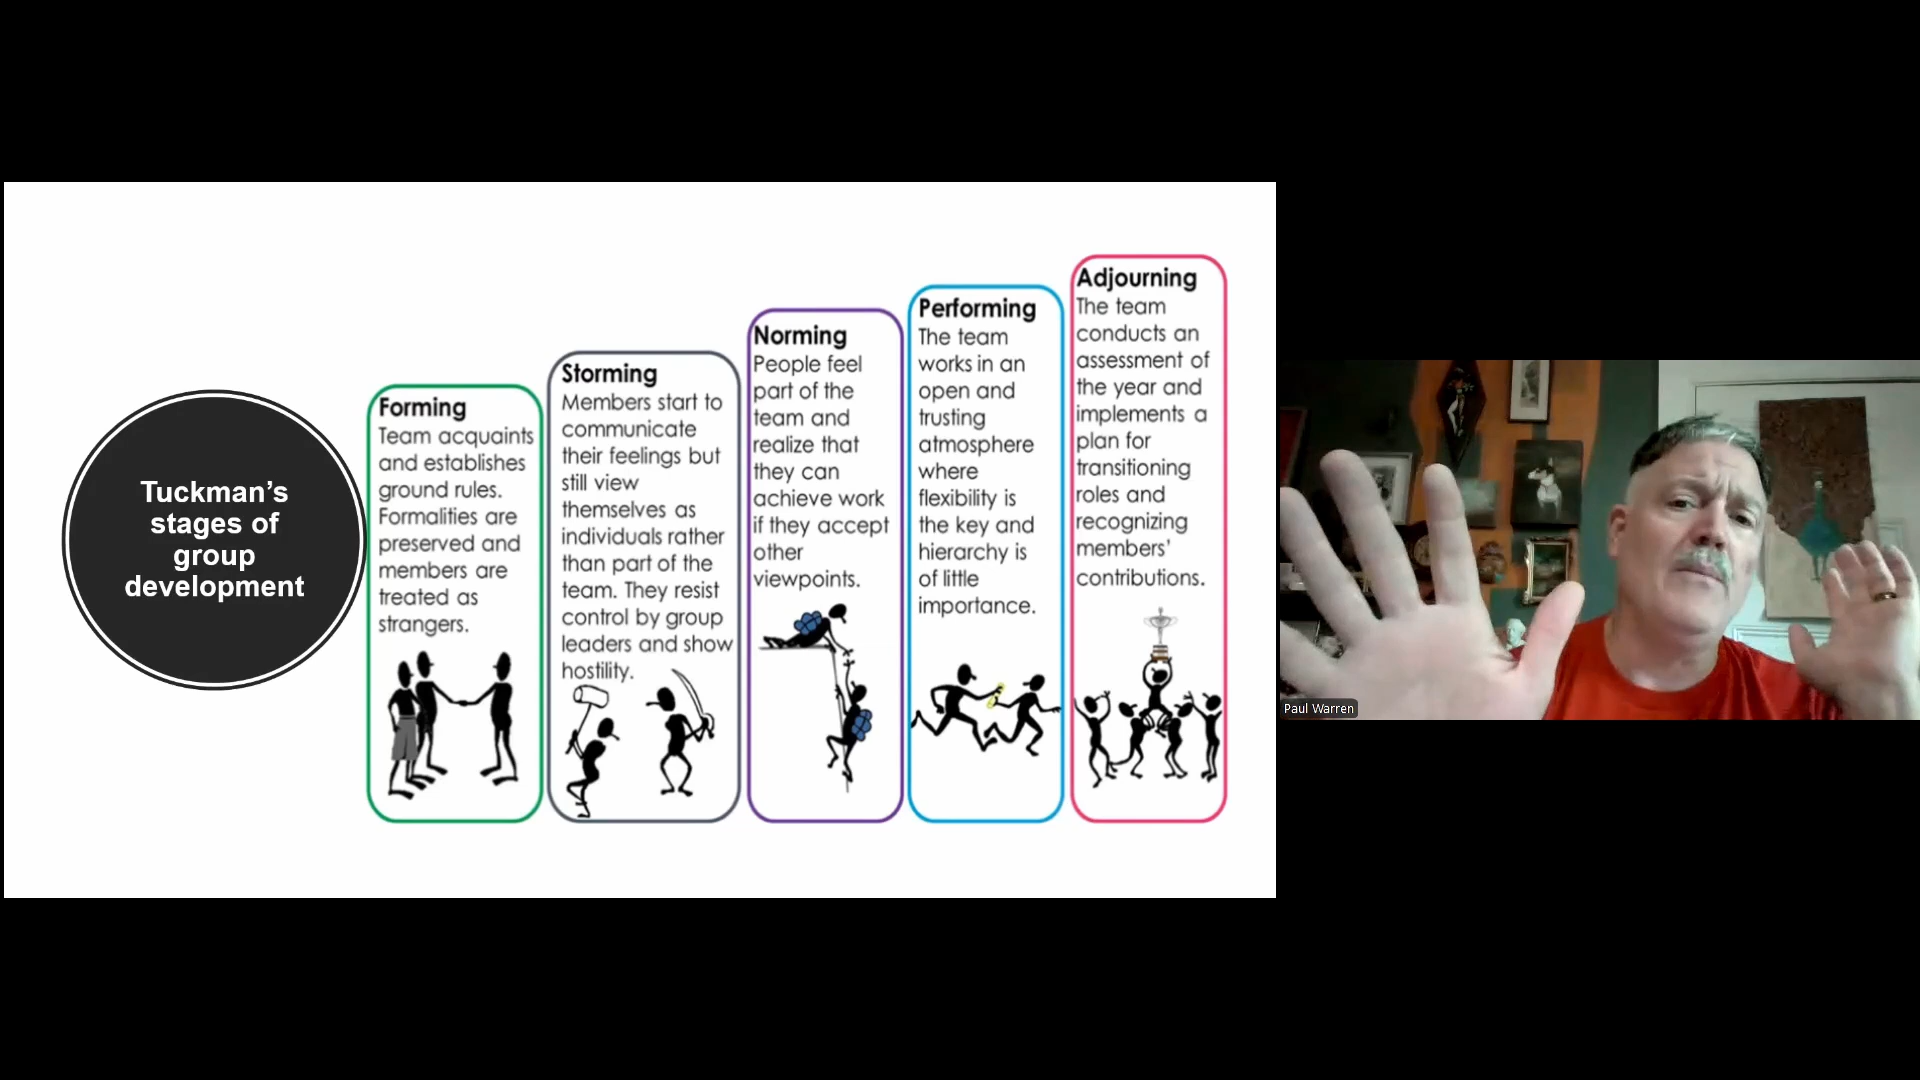 Tuckman’s
stages of
group
development
Forming
Team acquaints
and establishes
ground rules.
Formalities are
preserved and
members are
treated as
strangers.
Storming
Members start to
communicate
their feelings but
still view
themselves as
individuals rather
than part of the
team. They resist
control by group
leaders and show
hostility.
Norming
People feel
part of the
team and
realize that
they can
achieve work
if they accept
other
viewpoints.
Performing
The team
works in an
open and
trusting
atmosphere
where
flexibility is
the key and
hierarchy is
of little
importance.
Adjourning
The team
conducts an
assessment of
the year and
implements a
plan for
transitioning
roles and
recognizing
members’
contributions.
Paul Warren